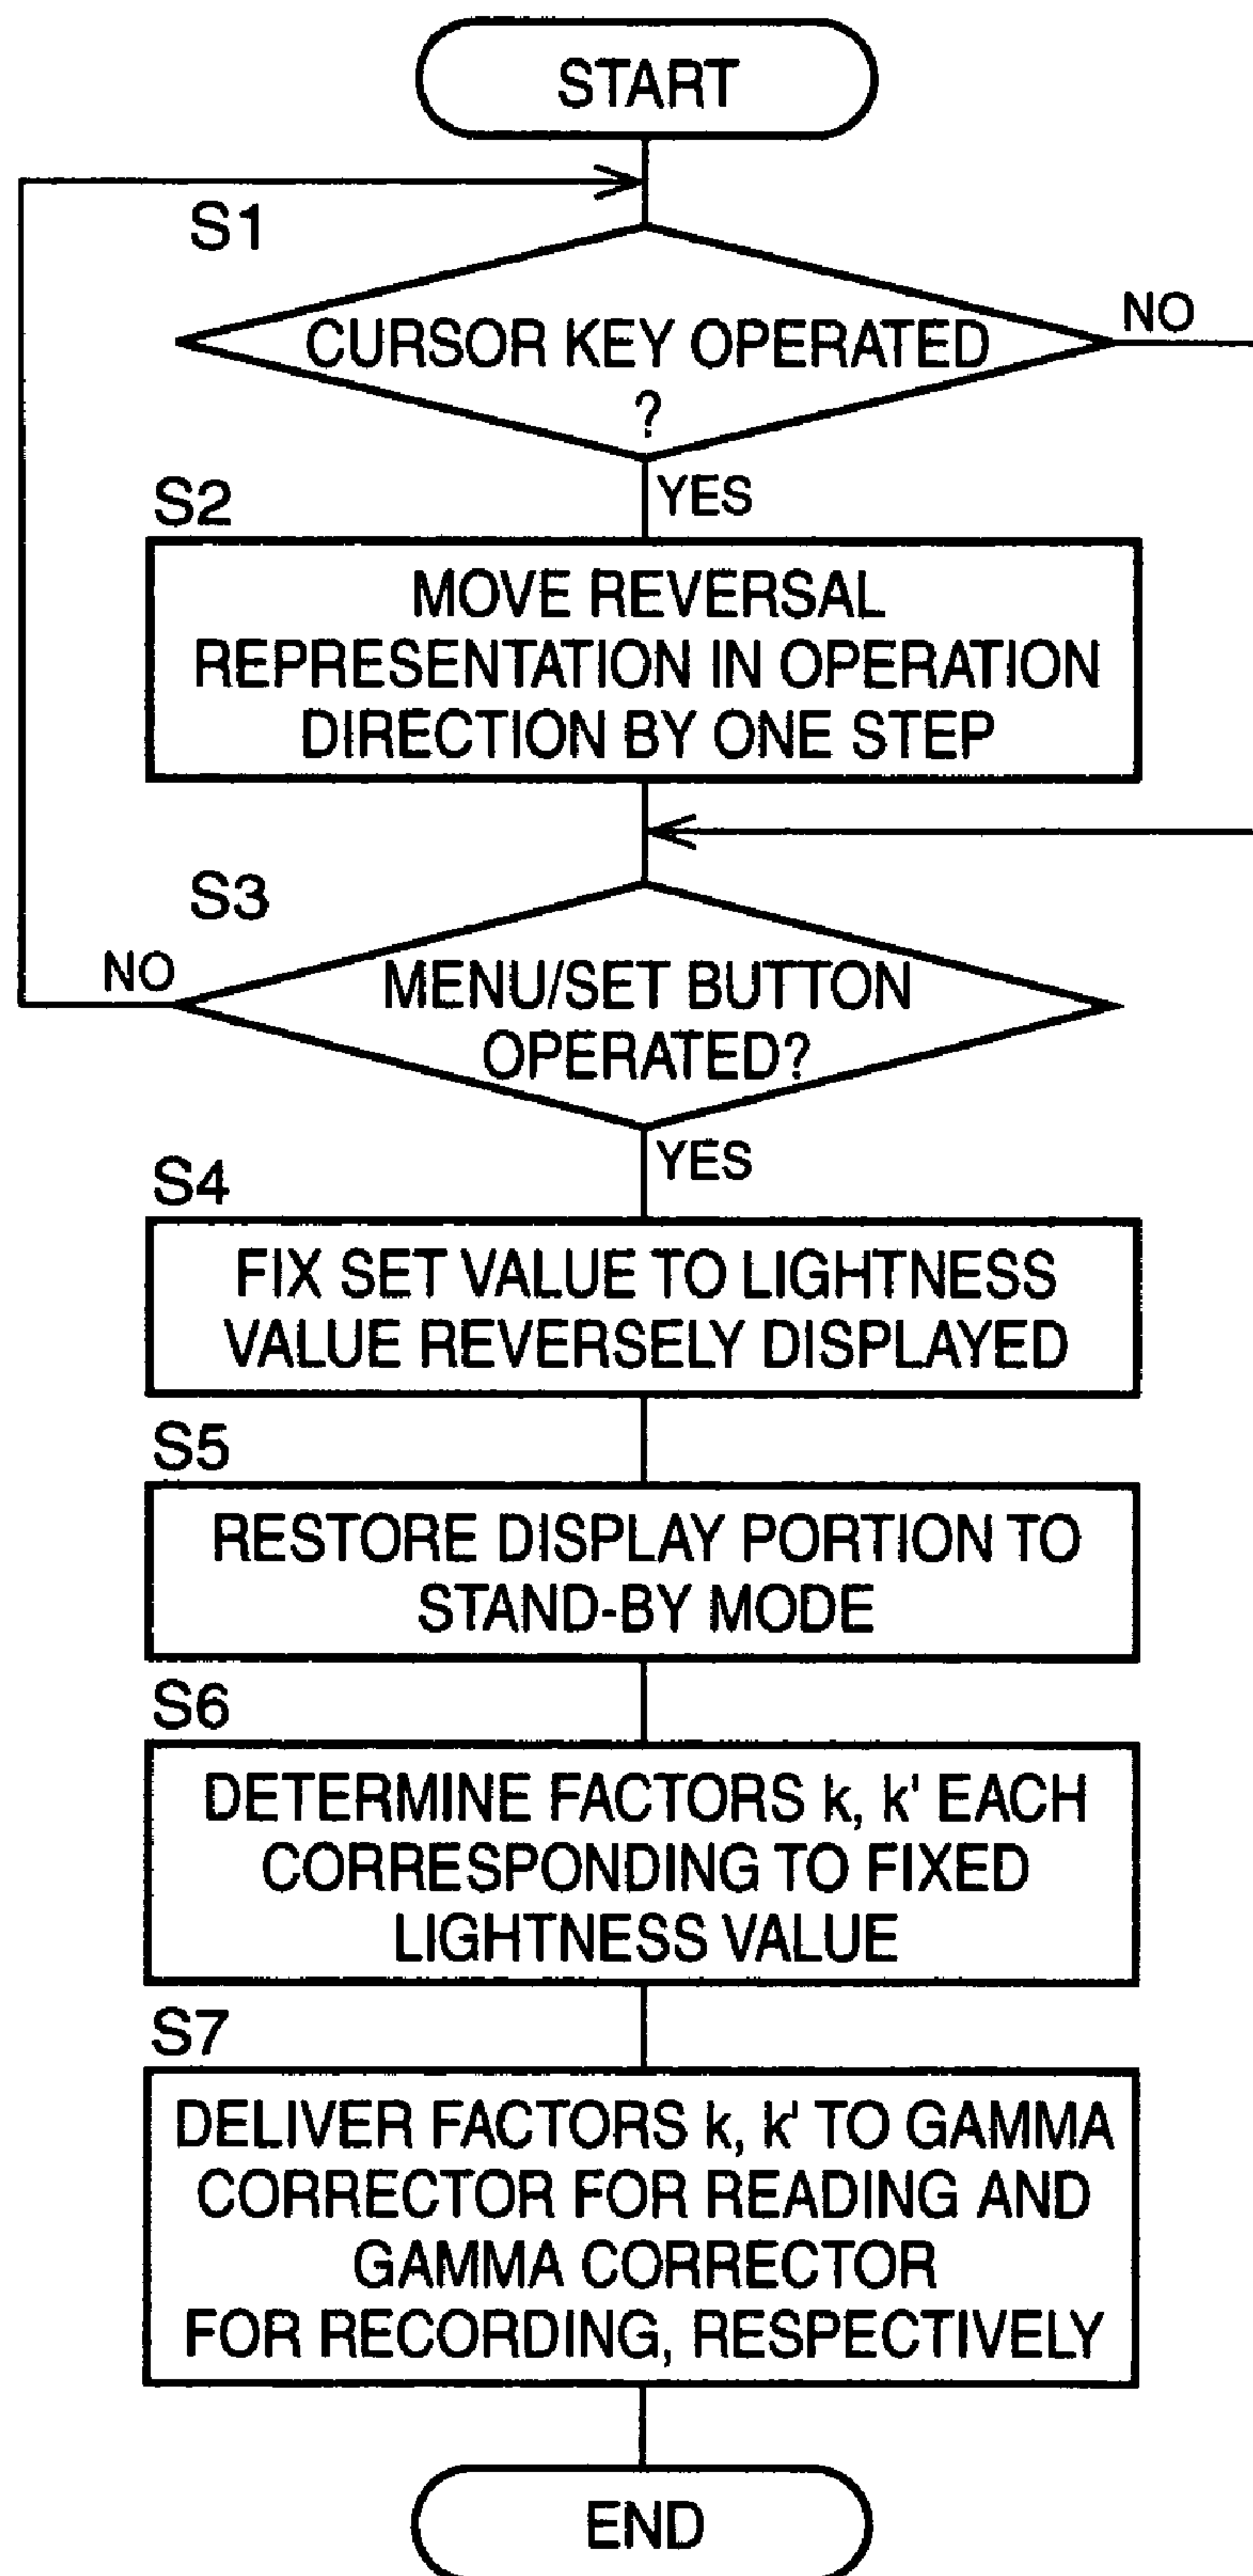 START
S1
CURSOR KEY OPERATED
?
NO
YES
S2
MOVE REVERSAL
REPRESENTATION IN OPERATION
DIRECTION BY ONE STEP
S3
NO
MENU/SET BUTTON
OPERATED?
YES
S4
FIX SET VALUE TO LIGHTNESS
VALUE REVERSELY DISPLAYED
S5
RESTORE DISPLAY PORTION TO
STAND-BY MODE
S6
DETERMINE FACTORS k, k' EACH
CORRESPONDING TO FIXED
LIGHTNESS VALUE
S7
DELIVER FACTORS k, k' TO GAMMA
CORRECTOR FOR READING AND
GAMMA CORRECTOR
FOR RECORDING, RESPECTIVELY
END